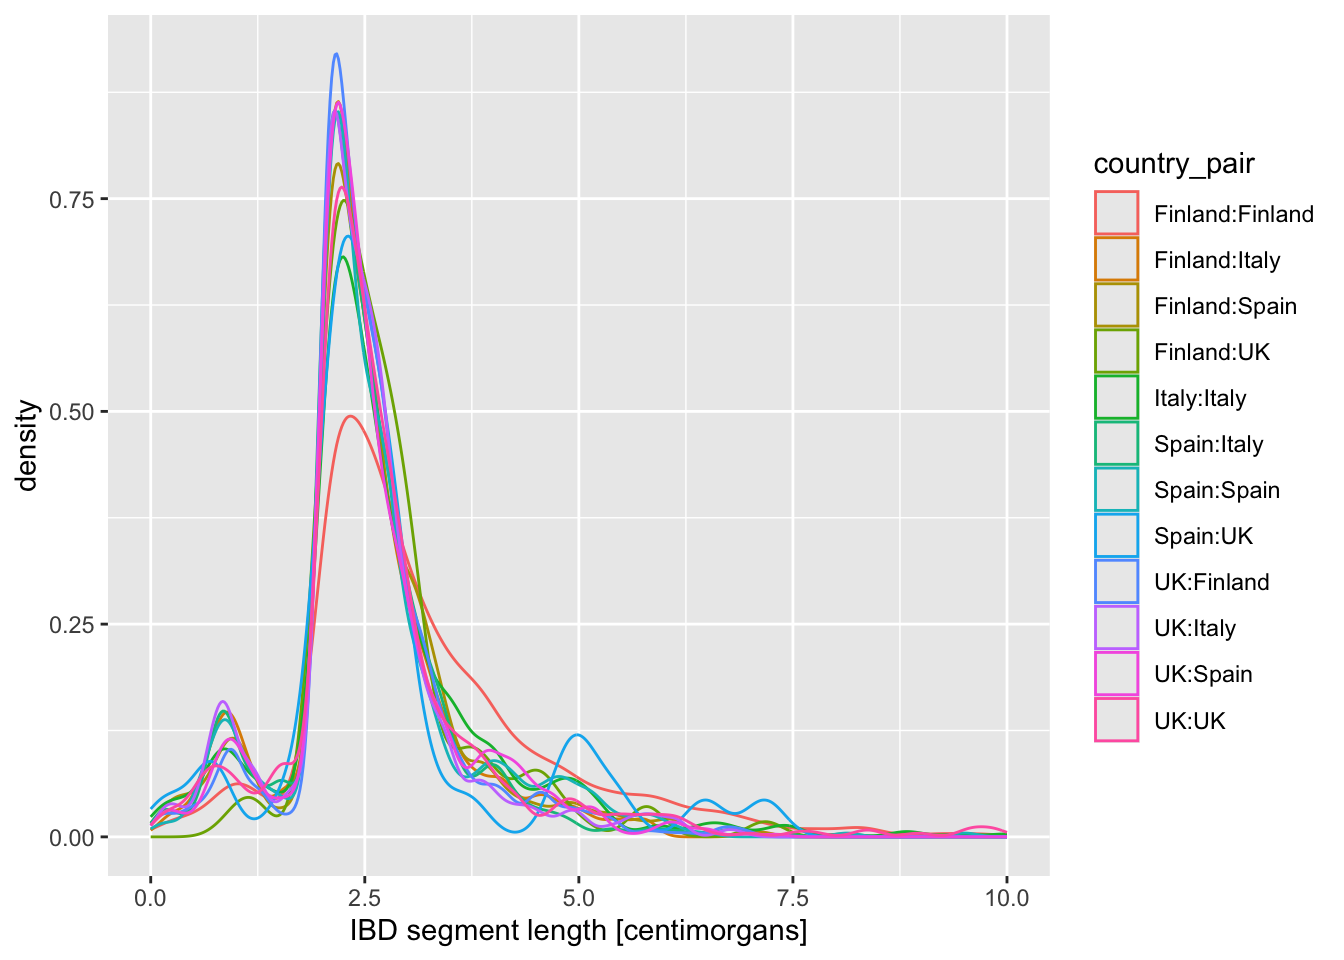 0.75
0.50
0.25
0.00
density
0.0
2.5
5.0
7.5
10.0
IBD segment length [centimorgans]
country_pair
Finland:Finland
Finland:Italy
Finland:Spain
Finland:UK
Italy:Italy
Spain:Italy
Spain:Spain
Spain:UK
UK:Finland
UK:Italy
UK:Spain
UK:UK